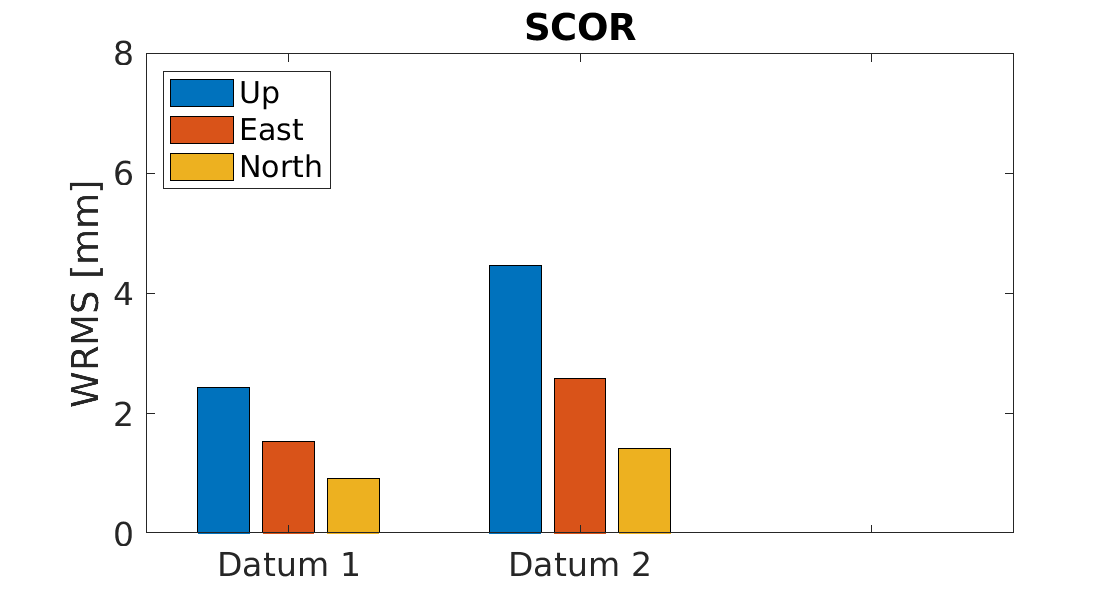 SCOR
8
6
4
2
0
WRMS [mm]
Up
East
North
Datum 1
Datum 2